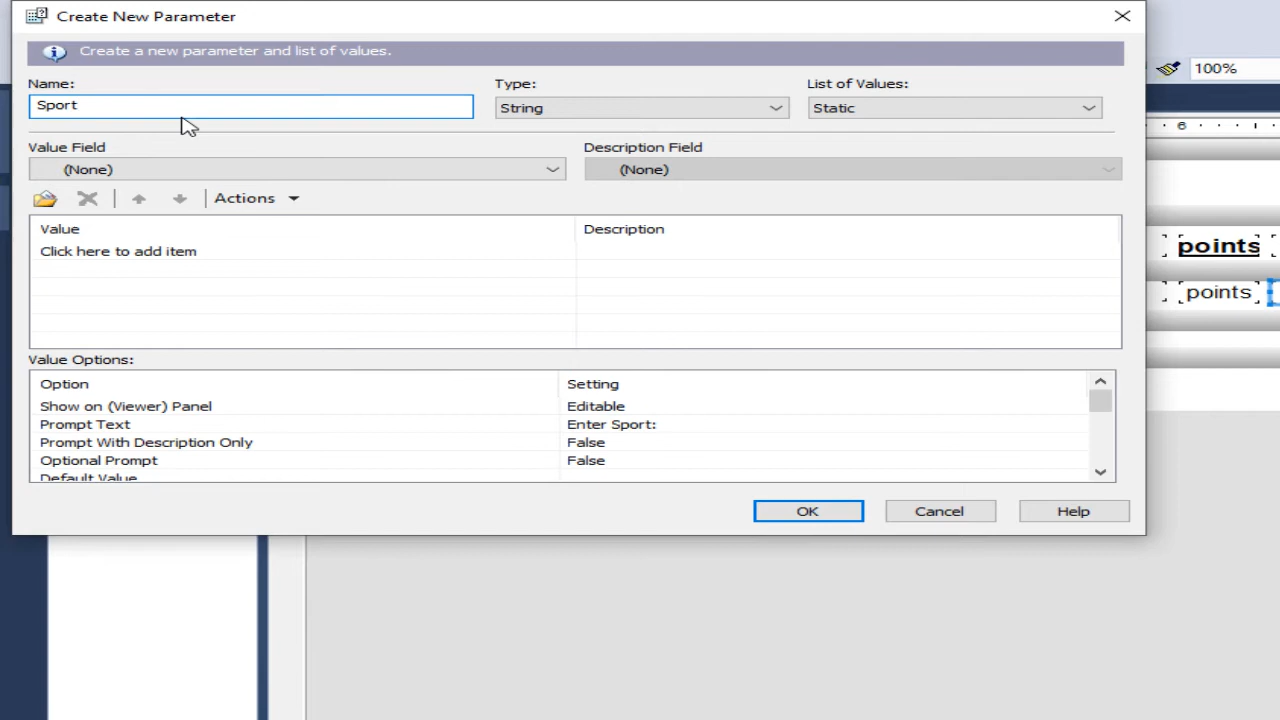 Create New Parameter
Create a new parameter and list of values.
100%
Name:
Type:
List of Values:
Sport
String
Static
6
Value Field
Description Field
(None)
(None)
Actions
Value
Description
points
Click here to add item
points
Value Options:
Option
Setting
Show on (Viewer) Panel
Editable
Prompt Text
Enter Sport:
Prompt With Description Only
False
Optional Prompt
False
Default Value
OK
Cancel
Help